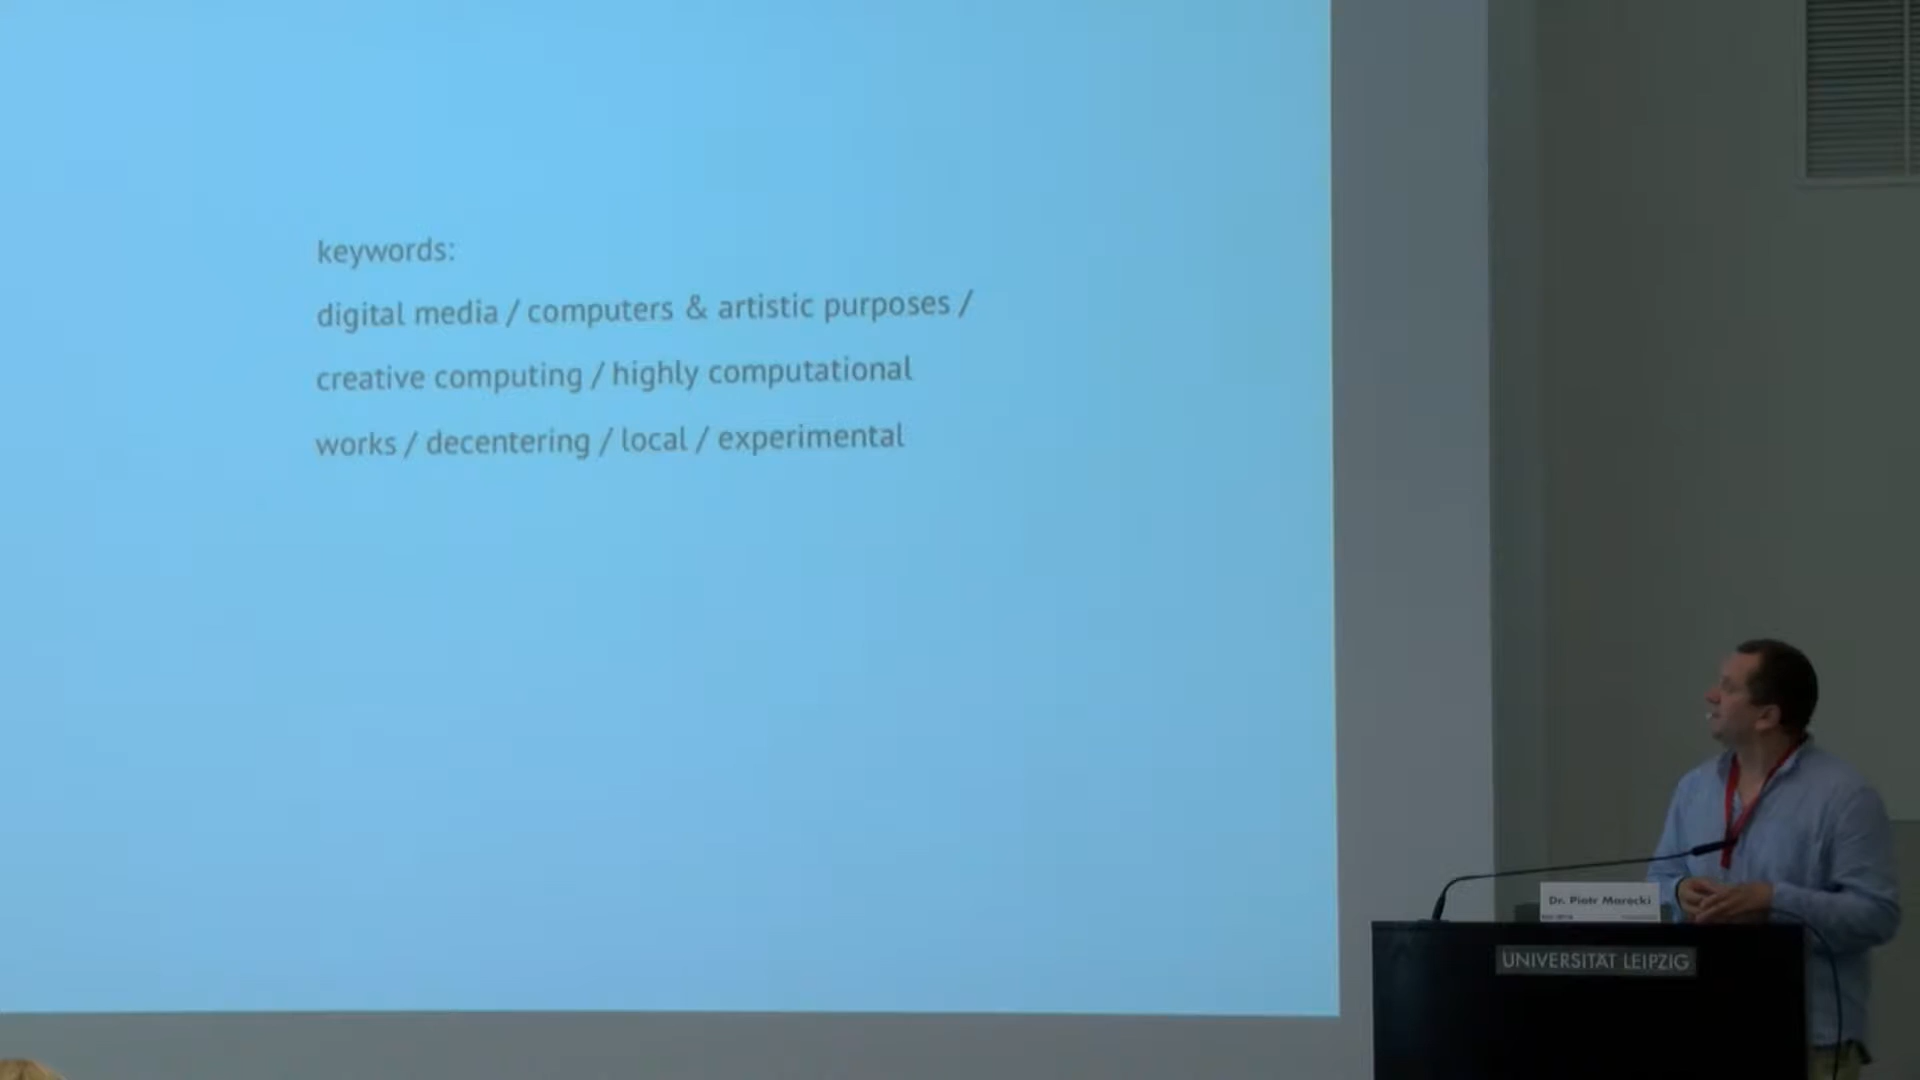 keywords:
digital media / computers & artistic purposes /
creative computing / highly computational
works / decentering / local / experimental
Dr. Piotr Marecki
UNIVERSITÄT LEIPZIG